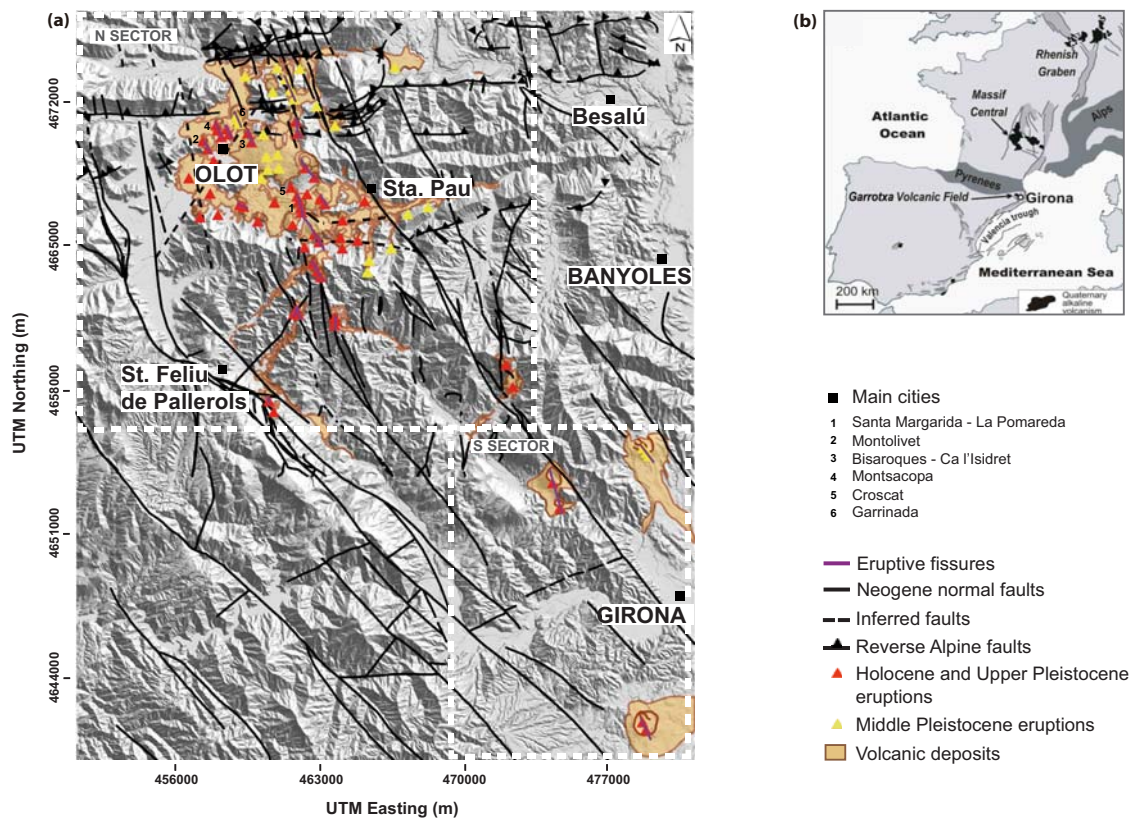 (a)
N SECTOR
N
4672000
4665000
4658000
4651000
4644000
UTM Northing (m)
6
4
2
3
OLOT
5
1
Sta. Pau
Besalú
BANYOLES
St. Feliu
de Pallerols
S SECTOR
GIRONA
456000
463000
470000
477000
UTM Easting (m)
(b)
Rhenish
Graben
Massif
Central
Atlantic
Ocean
Alps
Pyrenees
Garrotxa Volcanic Field
Girona
Valencia trough
Mediterranean Sea
200 km
Quaternary
alkaline
volcanism
Main cities
1 Santa Margarida - La Pomareda
2 Montolivet
3 Bisaroques - Ca l'Isidret
4 Montsacopa
5 Croscat
6 Garrinada
Eruptive fissures
Neogene normal faults
Inferred faults
Reverse Alpine faults
Holocene and Upper Pleistocene
eruptions
Middle Pleistocene eruptions
Volcanic deposits